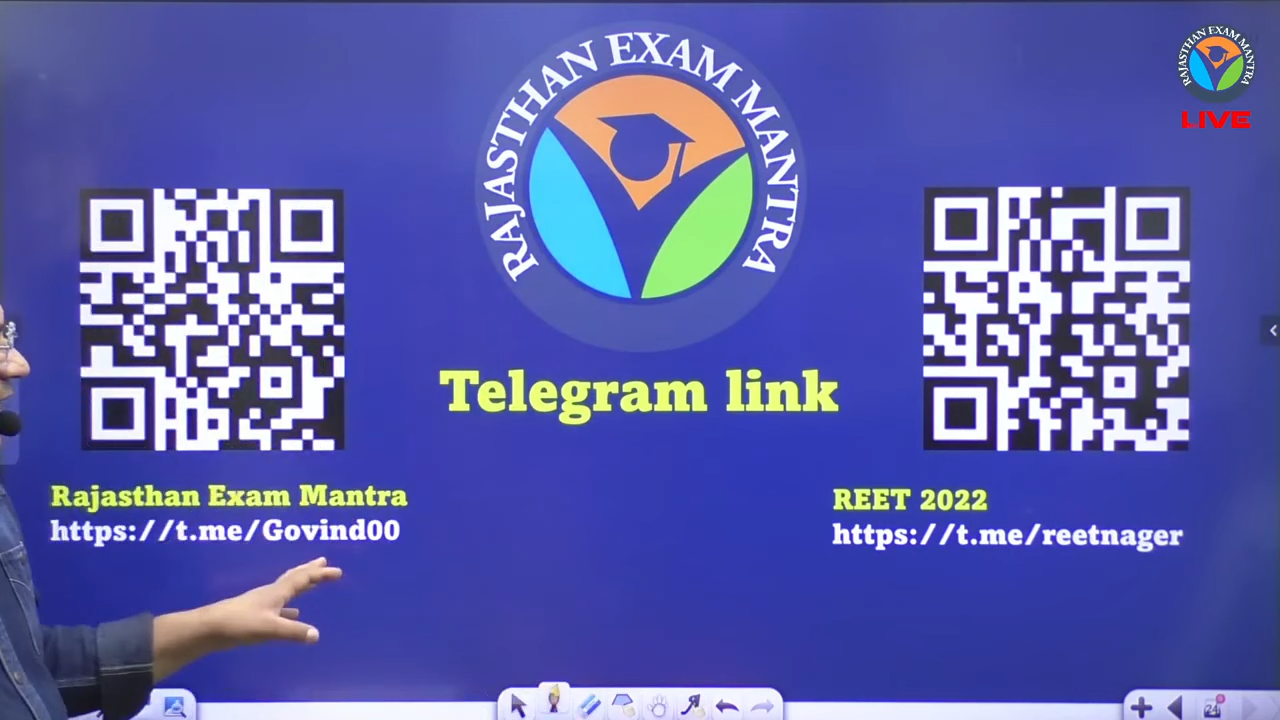 RAJASTHAN EXAM MANTRA
RAJASTHAN EXAM MANTRA
LIVE
Telegram link
Rajasthan Exam Mantra
https://t.me/Govind00
REET 2022
https://t.me/reetnager
24